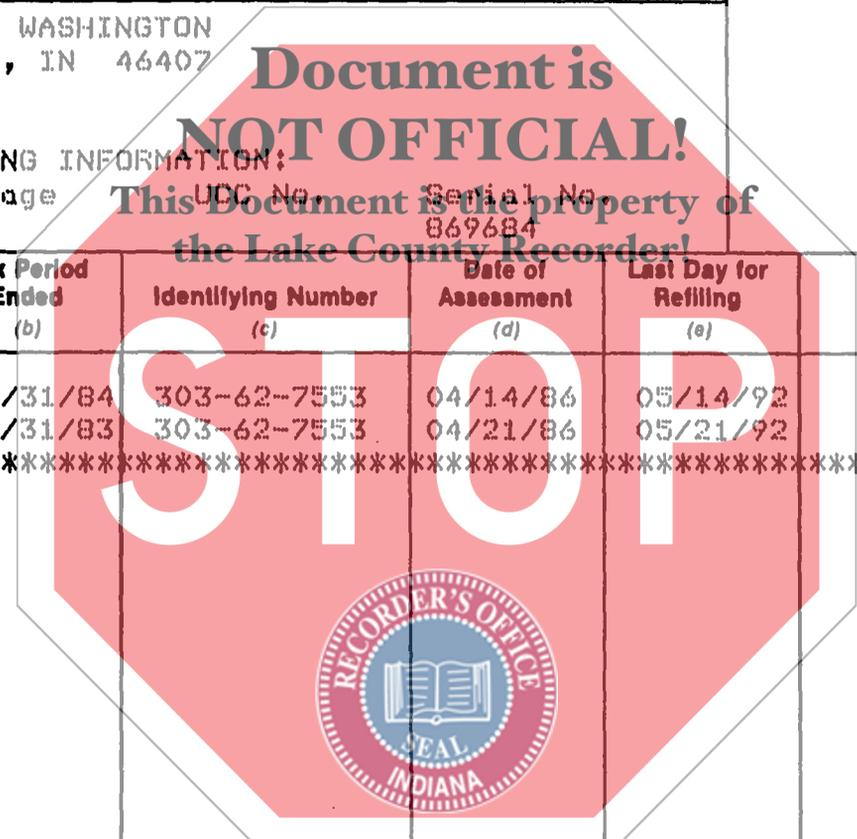 WASHINGTON
, IN 46407
Document is
NOT OFFICIAL!
NG INFORMATION:
age UCC No. Serial No.
869684
This Document is the property of
the Lake County Recorder!
Period Ended
(b)
Identifying Number
(c)
Date of Assessment
(d)
Last Day for Refiling
(e)
/31/84 303-62-7553 04/14/86 05/14/92
/31/83 303-62-7553 04/21/86 05/21/92
STOP
RECORDER'S OFFICE
SEAL
INDIANA